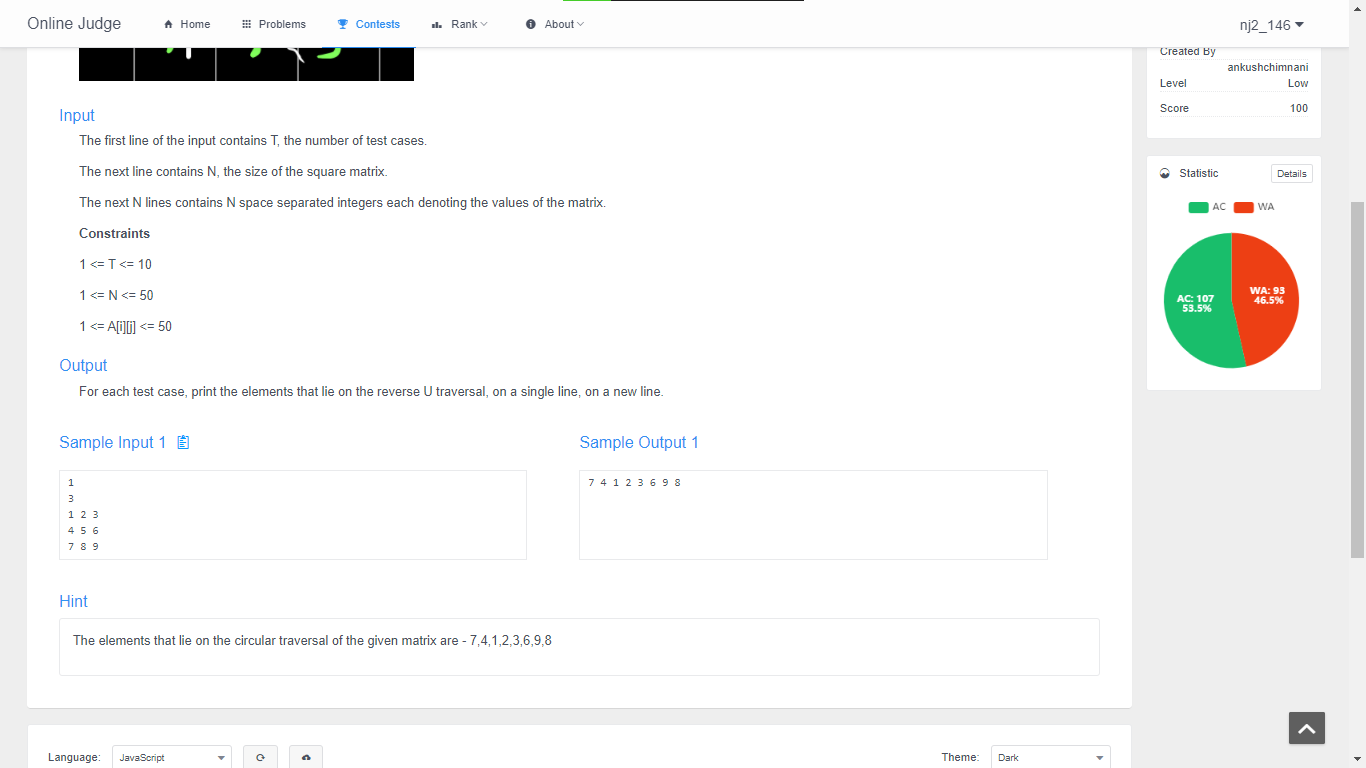 Online Judge Home Problems Contests Rank About nj2_146
Input
The first line of the input contains T, the number of test cases.
The next line contains N, the size of the square matrix.
The next N lines contains N space separated integers each denoting the values of the matrix.
Constraints
1 <= T <= 10
1 <= N <= 50
1 <= A[i][j] <= 50
Output
For each test case, print the elements that lie on the reverse U traversal, on a single line, on a new line.
Sample Input 1
1
3
1 2 3
4 5 6
7 8 9
Sample Output 1
7 4 1 2 3 6 9 8
Hint
The elements that lie on the circular traversal of the given matrix are - 7,4,1,2,3,6,9,8
Language: JavaScript Theme: Dark
Created By
ankushchimnani
Level Low
Score 100
Statistic Details
AC WA
AC: 107
53.5%
WA: 93
46.5%